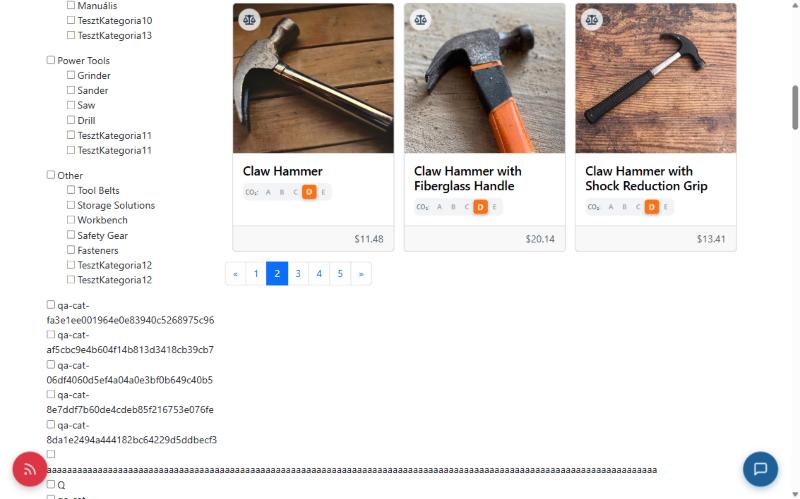 Manuális
TesztKategoria10
TesztKategoria13
Power Tools
Grinder
Sander
Saw
Drill
TesztKategoria11
TesztKategoria11
Other
Tool Belts
Storage Solutions
Workbench
Safety Gear
Fasteners
TesztKategoria12
TesztKategoria12
qa-cat-
fa3e1ee001964e0e83940c5268975c96
qa-cat-
af5cbc9e4b604f14b813d3418cb39cb7
qa-cat-
06df4060d5ef4a04a0e3bf0b649c40b5
qa-cat-
8e7ddf7b60de4cdeb85f216753e076fe
qa-cat-
8da1e2494a444182bc64229d5ddbecf3
Q
Claw Hammer
CO₂: A B C D E
$11.48
Claw Hammer with
Fiberglass Handle
CO₂: A B C D E
$20.14
Claw Hammer with
Shock Reduction Grip
CO₂: A B C D E
$13.41
« 1 2 3 4 5 »